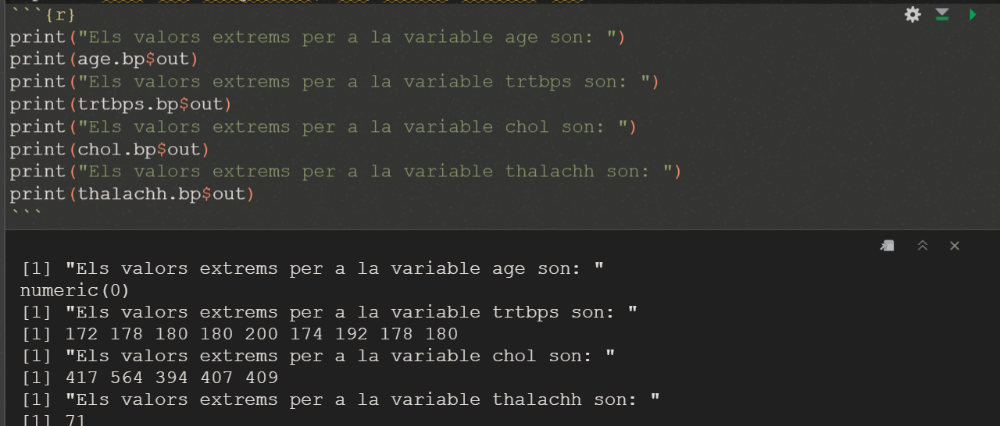 ```{r}
print("Els valors extrems per a la variable age son: ")
print(age.bp$out)
print("Els valors extrems per a la variable trtbps son: ")
print(trtbps.bp$out)
print("Els valors extrems per a la variable chol son: ")
print(chol.bp$out)
print("Els valors extrems per a la variable thalachh son: ")
print(thalachh.bp$out)
```
[1] "Els valors extrems per a la variable age son: "
numeric(0)
[1] "Els valors extrems per a la variable trtbps son: "
[1] 172 178 180 180 200 174 192 178 180
[1] "Els valors extrems per a la variable chol son: "
[1] 417 564 394 407 409
[1] "Els valors extrems per a la variable thalachh son: "
[1] 71